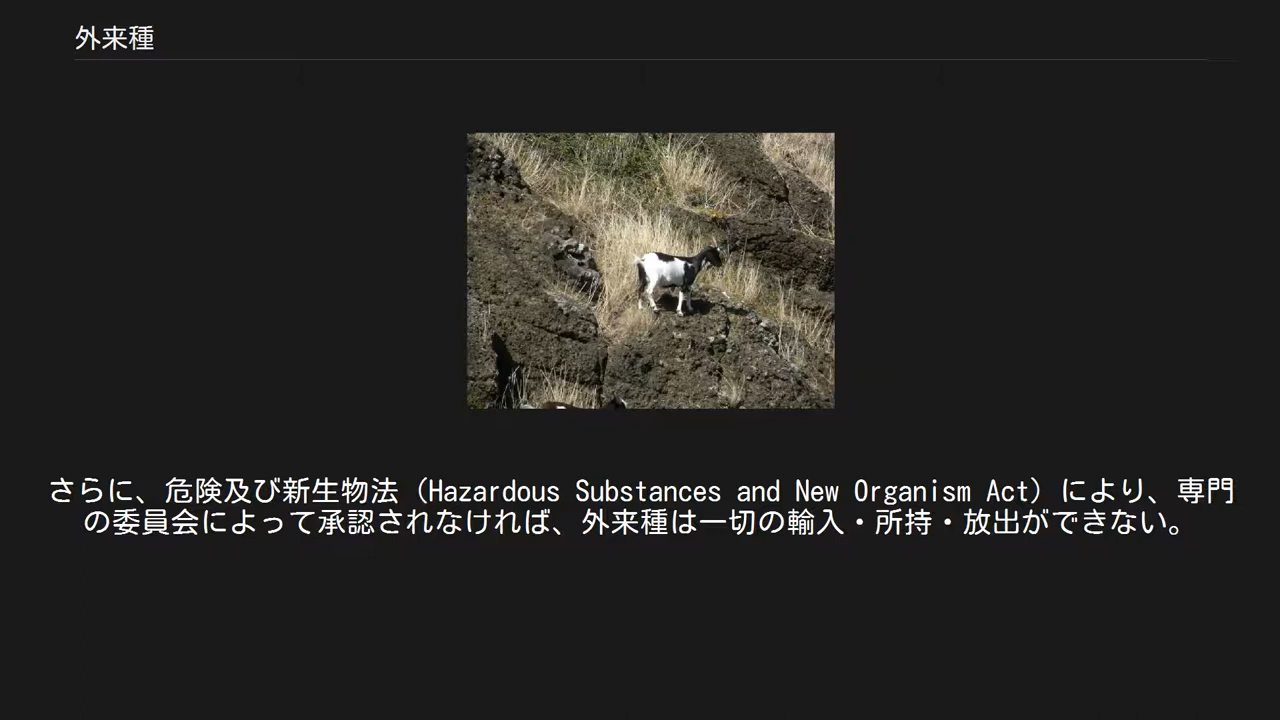 外来種
さらに、危険及び新生物法（Hazardous Substances and New Organism Act）により、専門
の委員会によって承認されなければ、外来種は一切の輸入・所持・放出ができない。